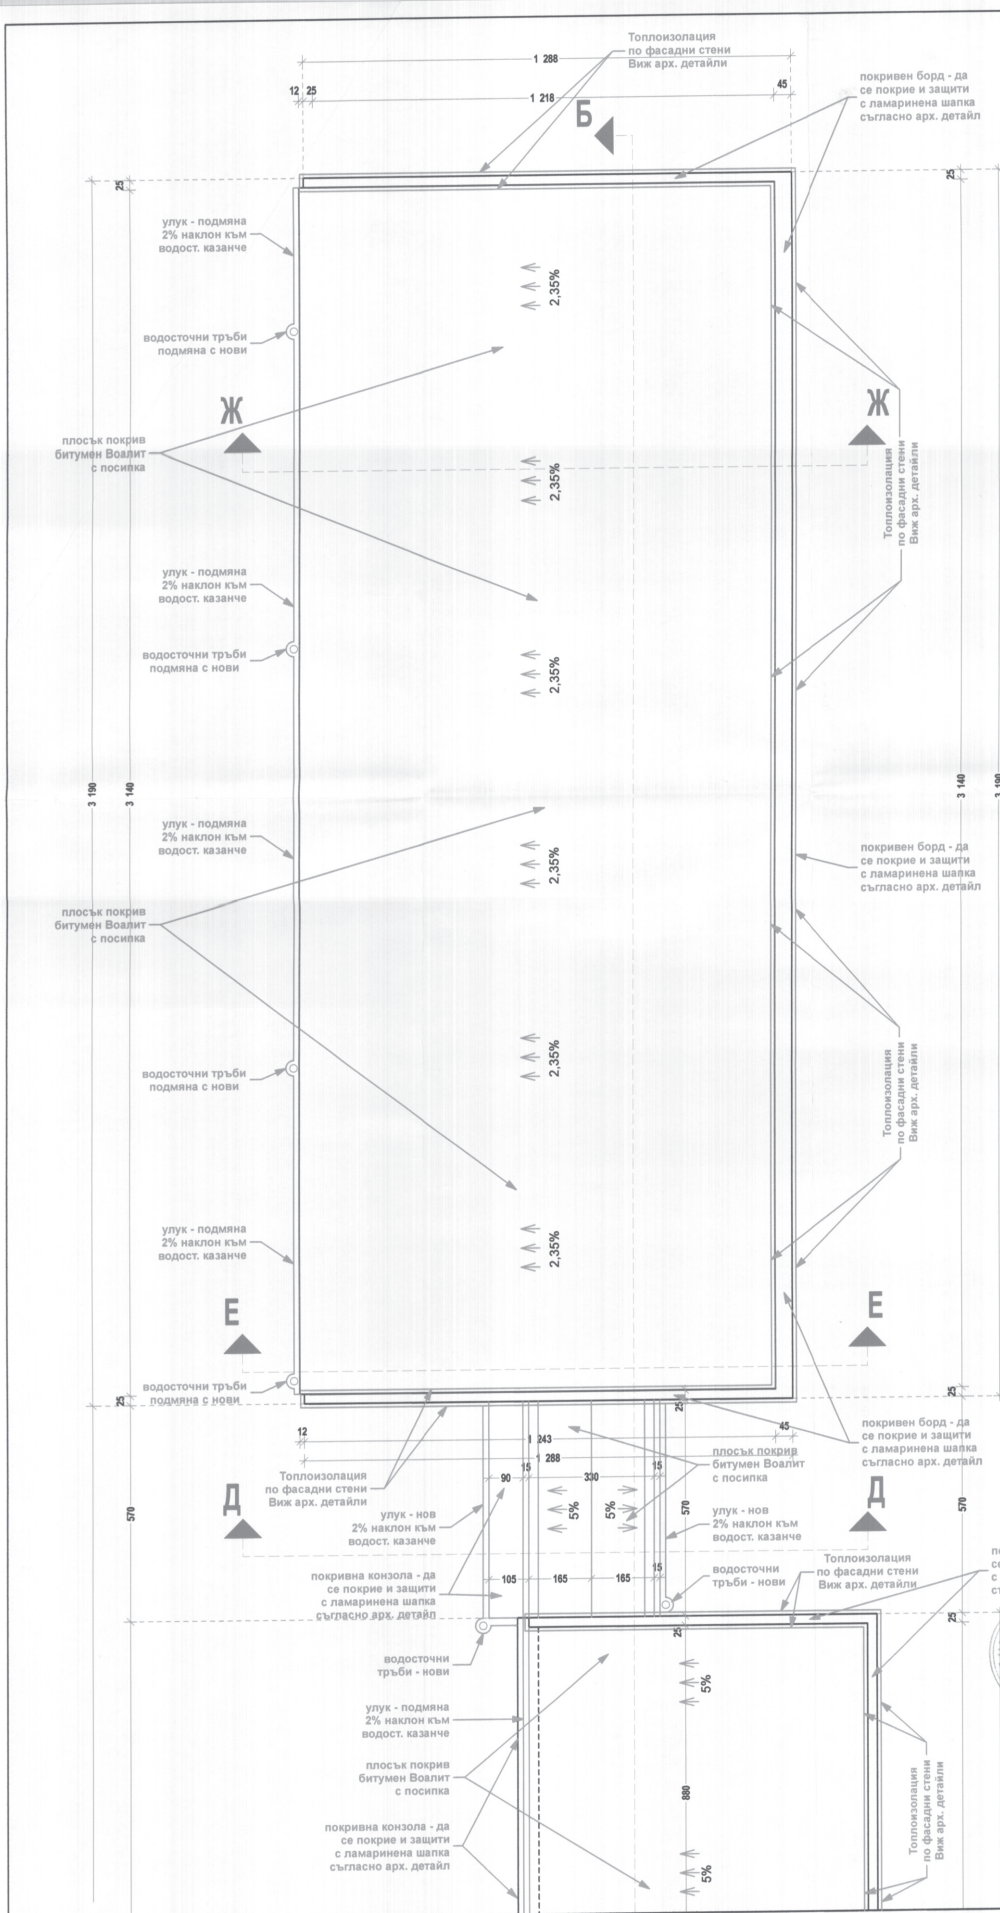 Топлоизолация
по фасадни стени
Виж арх. детайли
1 288
12 25
1 218
45
Б
покривен борд - да
се покрие и защити
с ламаринена шапка
съгласно арх. детайл
25
25
улук - подмяна
2% наклон към
водост. казанче
2,35%
водосточни тръби
подмяна с нови
Ж
Ж
плосък покрив
битумен Воалит
с посипка
2,35%
Топлоизолация
по фасадни стени
Виж арх. детайли
улук - подмяна
2% наклон към
водост. казанче
водосточни тръби
подмяна с нови
2,35%
3 190
3 140
3 140
3 190
улук - подмяна
2% наклон към
водост. казанче
2,35%
покривен борд - да
се покрие и защити
с ламаринена шапка
съгласно арх. детайл
плосък покрив
битумен Воалит
с посипка
2,35%
водосточни тръби
подмяна с нови
Топлоизолация
по фасадни стени
Виж арх. детайли
улук - подмяна
2% наклон към
водост. казанче
2,35%
Е
Е
водосточни тръби
подмяна с нови
25
25
25
12
1 243
45
1 288
покривен борд - да
се покрие и защити
с ламаринена шапка
съгласно арх. детайл
Топлоизолация
по фасадни стени
Виж арх. детайли
90
15
330
15
плосък покрив
битумен Воалит
с посипка
Д
Д
570
5%
5%
570
570
улук - нов
2% наклон към
водост. казанче
улук - нов
2% наклон към
водост. казанче
покривна конзола - да
се покрие и защити
с ламаринена шапка
съгласно арх. детайл
105
165
165
15
водосточни
тръби - нови
Топлоизолация
по фасадни стени
Виж арх. детайли
25
25
водосточни
тръби - нови
5%
улук - подмяна
2% наклон към
водост. казанче
плосък покрив
битумен Воалит
с посипка
880
Топлоизолация
по фасадни стени
Виж арх. детайли
покривна конзола - да
се покрие и защити
с ламаринена шапка
съгласно арх. детайл
5%